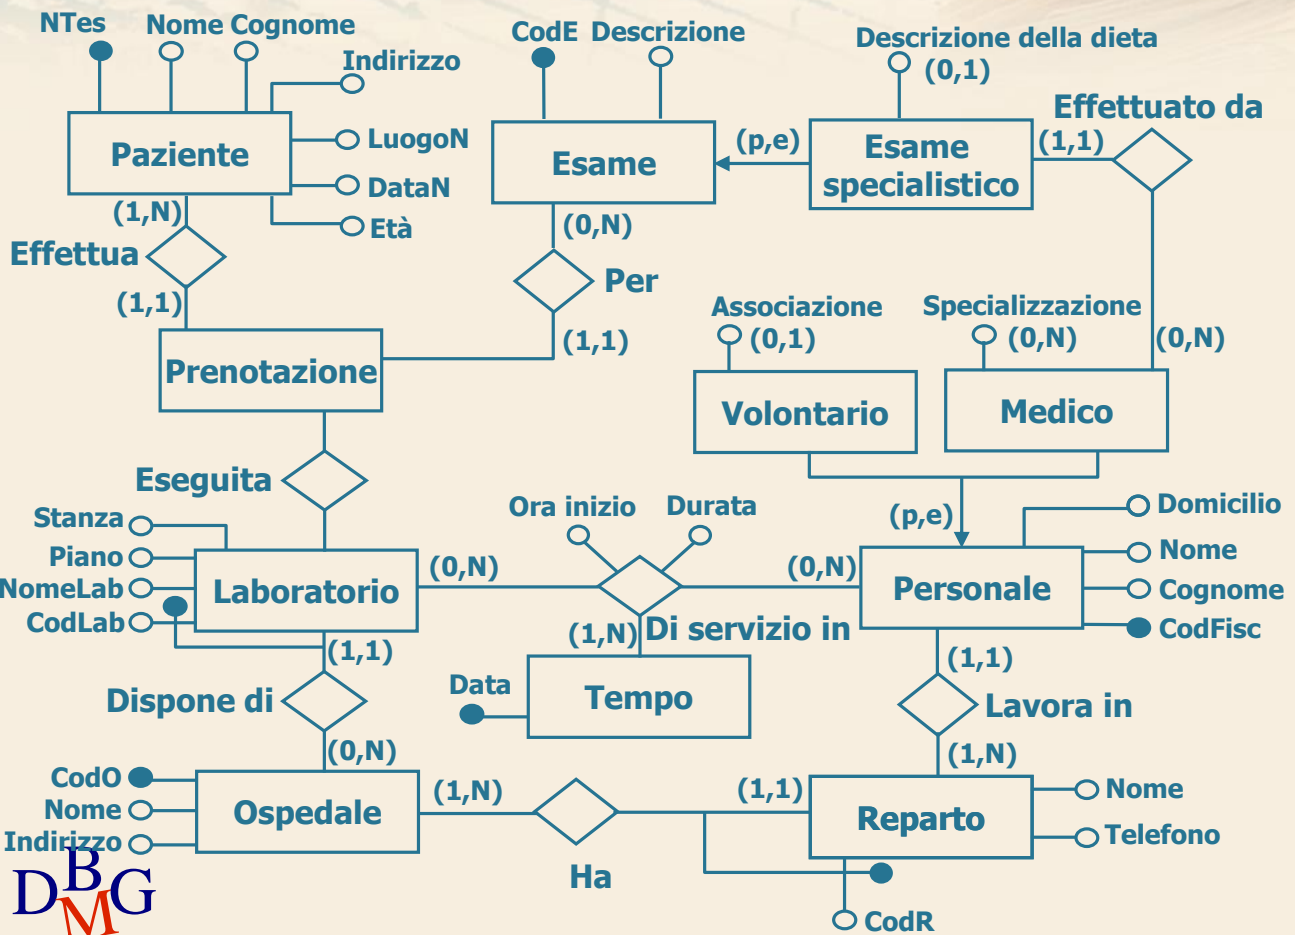 NTes
Nome Cognome
Indirizzo
LuogoN
DataN
Età
Paziente
(1,N)
Effettua
(1,1)
CodE Descrizione
Esame
(p,e)
(0,N)
Per
(1,1)
Descrizione della dieta
(0,1)
Effettuato da
(1,1)
Esame
specialistico
(0,N)
Prenotazione
Associazione
(0,1)
Volontario
Specializzazione
(0,N)
Medico
(p,e)
Eseguita
Stanza
Piano
NomeLab
CodLab
Laboratorio
(0,N)
Ora inizio
Durata
(0,N)
Di servizio in
(1,N)
Data
Tempo
Personale
Domicilio
Nome
Cognome
CodFisc
(1,1)
Lavora in
(1,N)
(1,1)
Dispone di
(0,N)
CodO
Nome
Indirizzo
Ospedale
(1,N)
Ha
(1,1)
Reparto
Nome
Telefono
CodR
DBMG